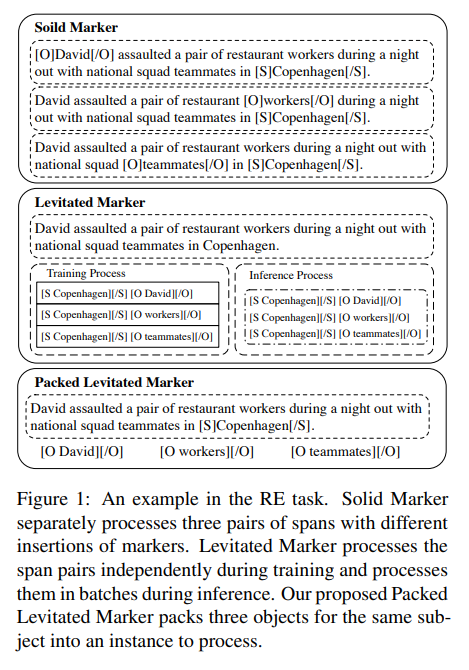 Soild Marker
[O]David[/O] assaulted a pair of restaurant workers during a night
out with national squad teammates in [S]Copenhagen[/S].
David assaulted a pair of restaurant [O]workers[/O] during a night
out with national squad teammates in [S]Copenhagen[/S].
David assaulted a pair of restaurant workers during a night out with
national squad [O]teammates[/O] in [S]Copenhagen[/S].
Levitated Marker
David assaulted a pair of restaurant workers during a night out with
national squad teammates in Copenhagen.
Training Process
[S Copenhagen][/S] [O David][/O]
[S Copenhagen][/S] [O workers][/O]
[S Copenhagen][/S] [O teammates][/O]
Inference Process
[S Copenhagen][/S] [O David][/O]
[S Copenhagen][/S] [O workers][/O]
[S Copenhagen][/S] [O teammates][/O]
Packed Levitated Marker
David assaulted a pair of restaurant workers during a night out with
national squad teammates in [S]Copenhagen[/S].
[O David][/O] [O workers][/O] [O teammates][/O]
Figure 1: An example in the RE task. Solid Marker
separately processes three pairs of spans with different
insertions of markers. Levitated Marker processes the
span pairs independently during training and processes
them in batches during inference. Our proposed Packed
Levitated Marker packs three objects for the same sub-
ject into an instance to process.